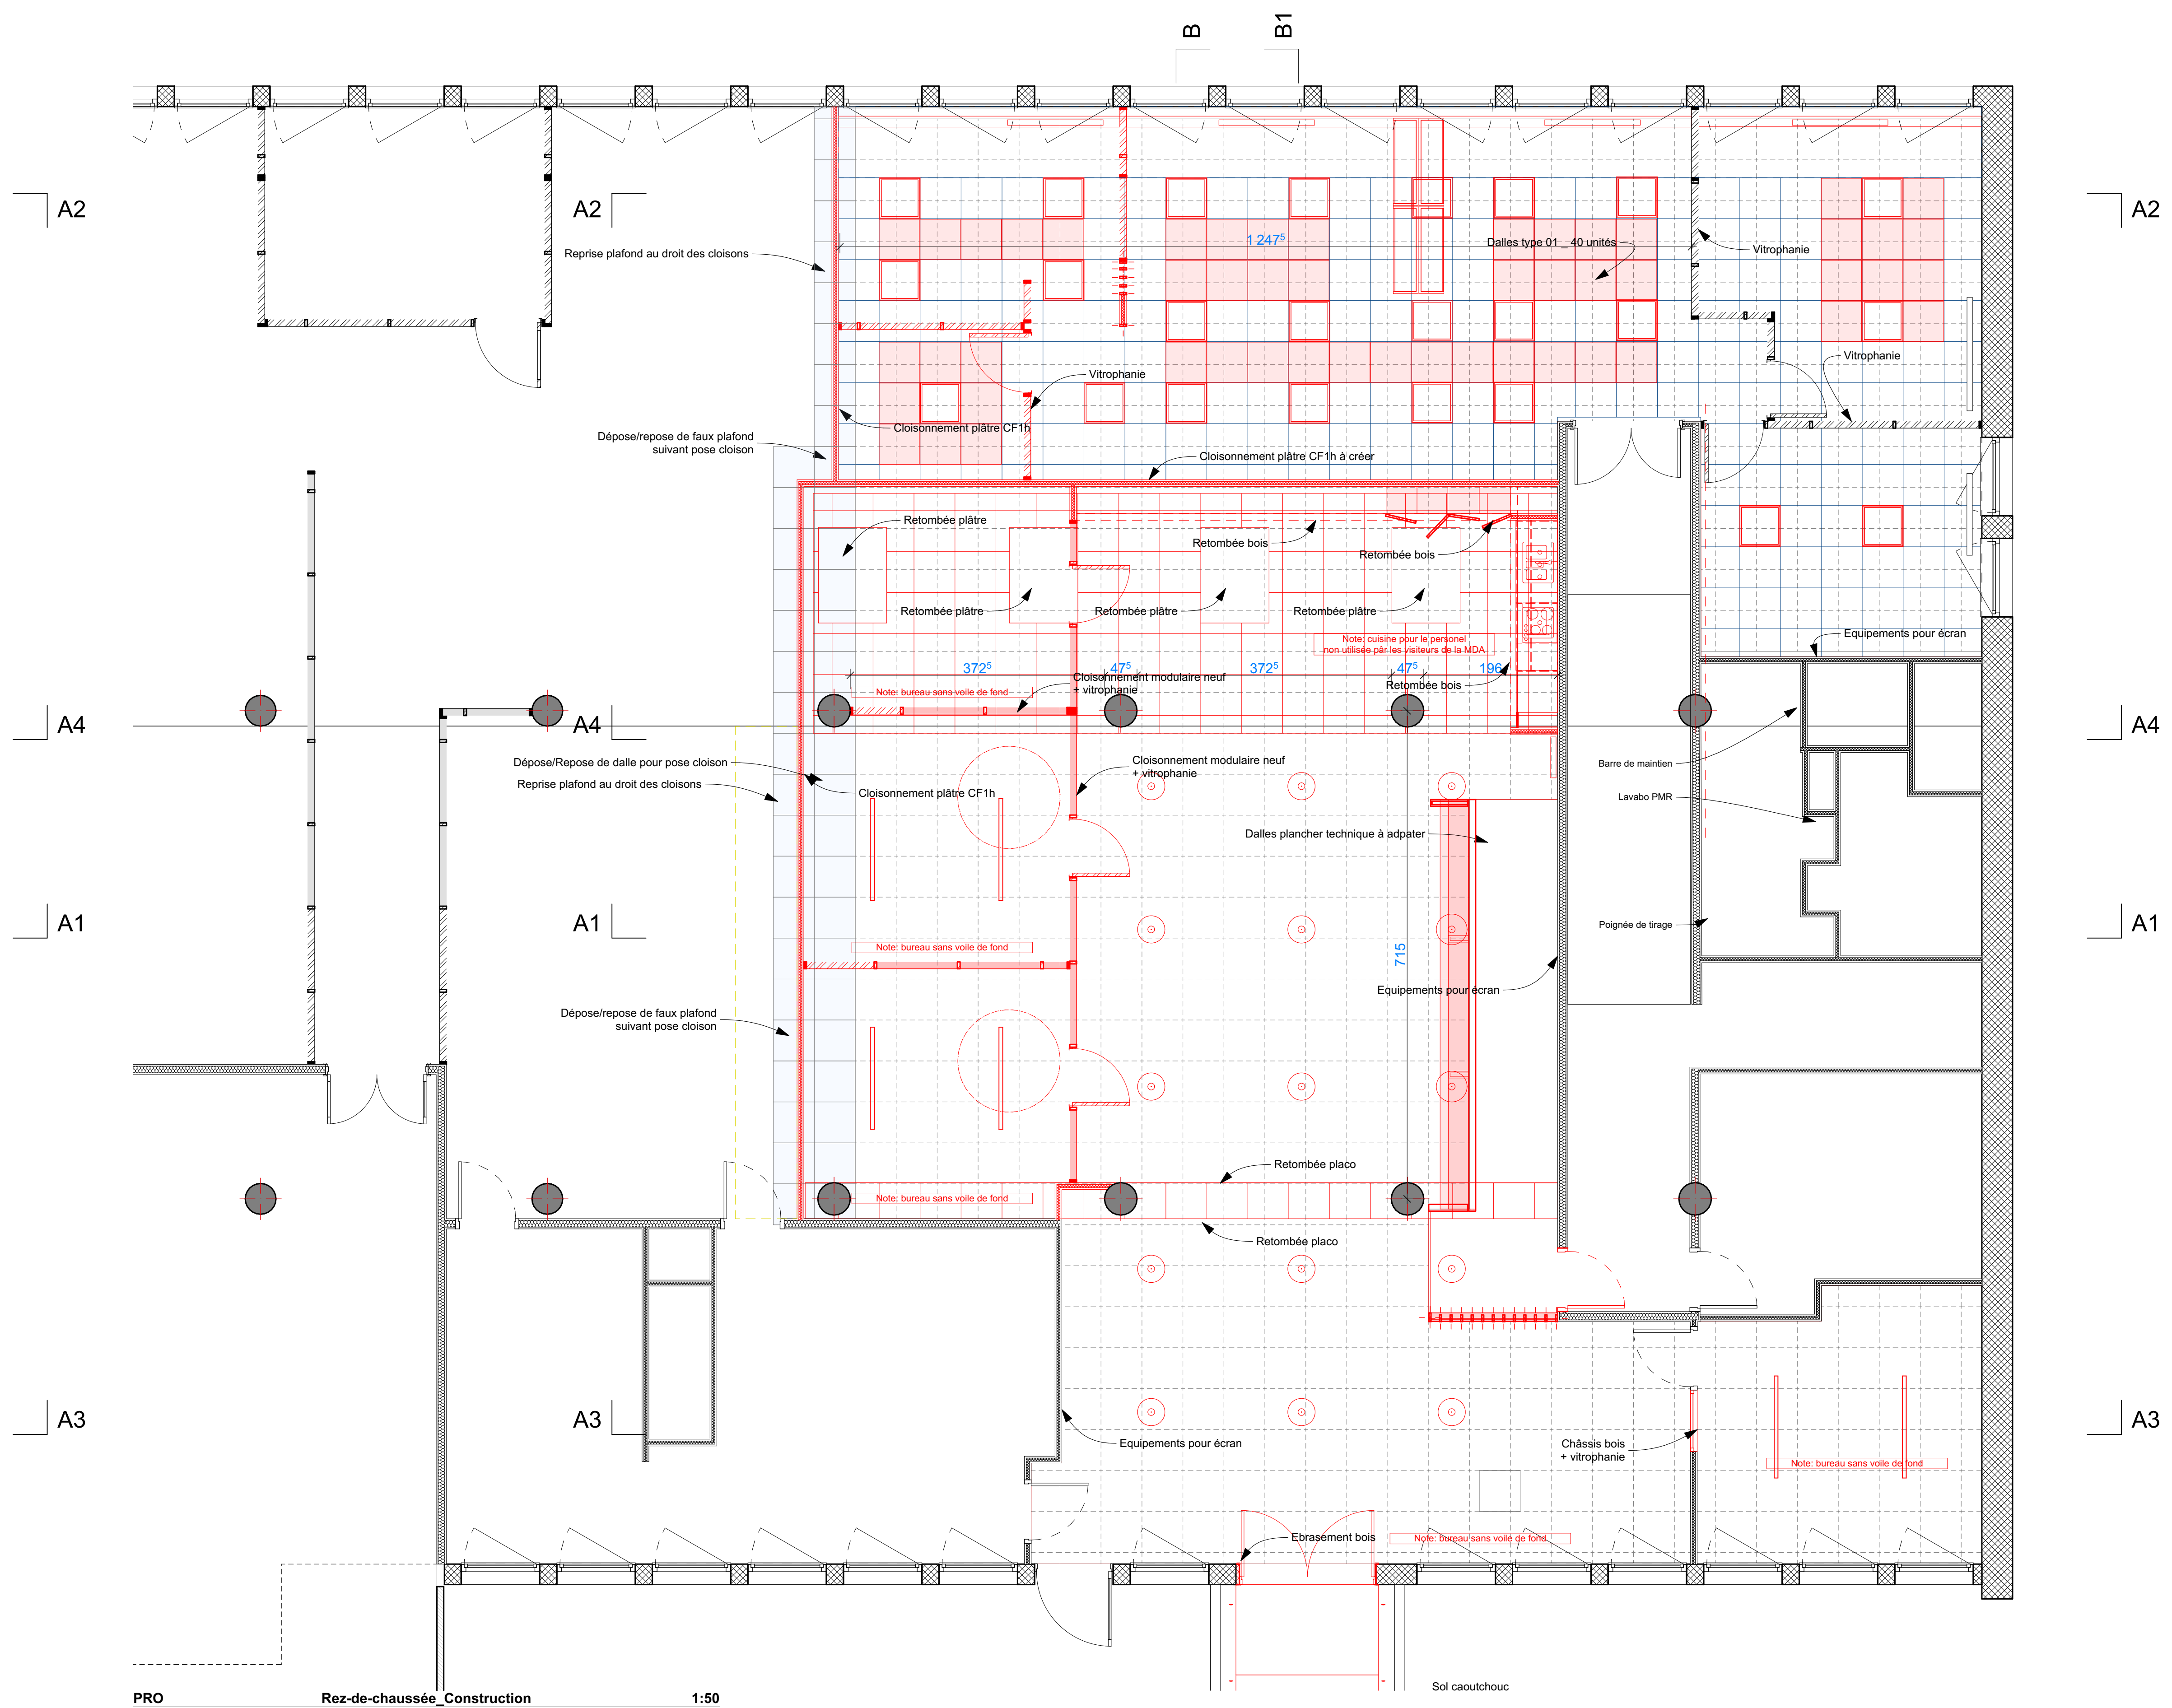 B
B1
A2
A2
A2
Reprise plafond au droit des cloisons
1 247⁵
Dalles type 01 _ 40 unités
Vitrophanie
Vitrophanie
Vitrophanie
Cloisonnement plâtre CF1h
Dépose/repose de faux plafond
suivant pose cloison
Cloisonnement plâtre CF1h à créer
Retombée plâtre
Retombée bois
Retombée bois
Retombée plâtre
Retombée plâtre
Retombée plâtre
Note: cuisine pour le personel
non utilisée pâr les visiteurs de la MDA
Equipements pour écran
372⁵
47⁵
372⁵
47⁵
196
Cloisonnement modulaire neuf
+ vitrophanie
Retombée bois
Note: bureau sans voile de fond
A4
A4
A4
Dépose/Repose de dalle pour pose cloison
Reprise plafond au droit des cloisons
Cloisonnement plâtre CF1h
Cloisonnement modulaire neuf
+ vitrophanie
Barre de maintien
Lavabo PMR
Dalles plancher technique à adpater
A1
A1
A1
Poignée de tirage
Note: bureau sans voile de fond
715
Equipements pour écran
Dépose/repose de faux plafond
suivant pose cloison
Retombée placo
Note: bureau sans voile de fond
Retombée placo
A3
A3
A3
Equipements pour écran
Châssis bois
+ vitrophanie
Note: bureau sans voile de fond
Ebrasement bois
Note: bureau sans voile de fond
Sol caoutchouc
PRO Rez-de-chaussée_Construction 1:50